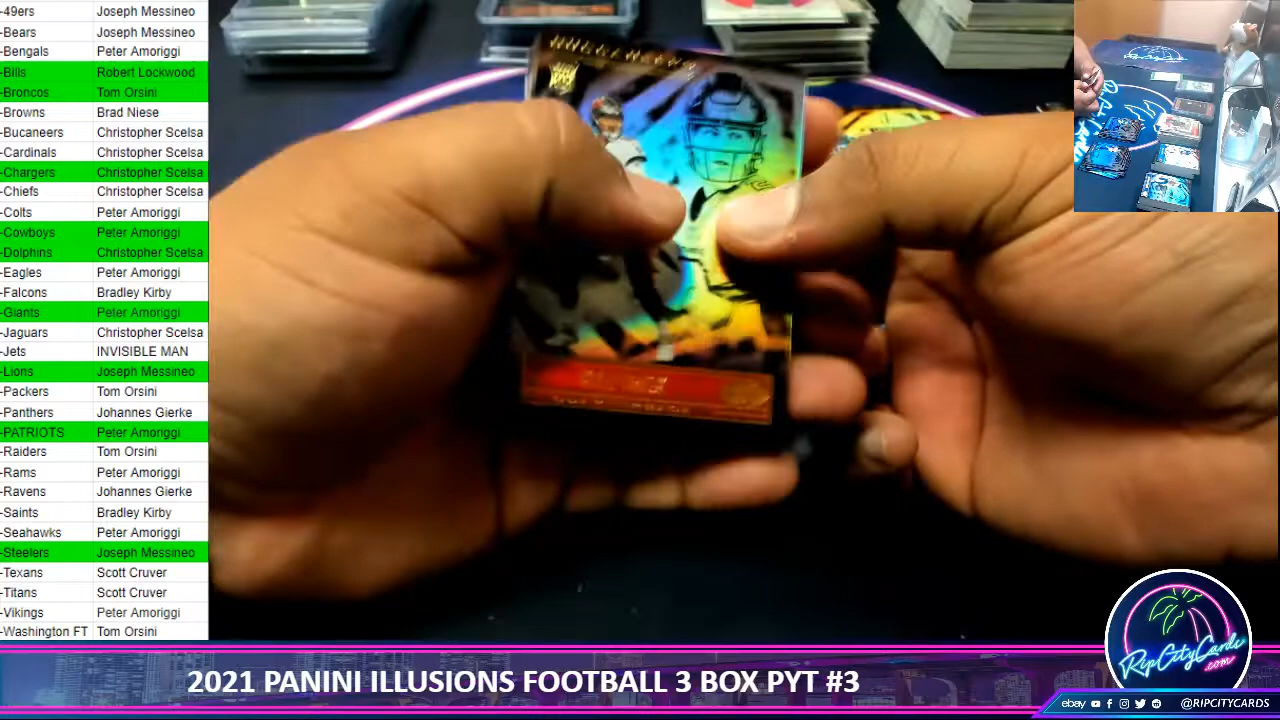 -49ers Joseph Messineo
-Bears Joseph Messineo
-Bengals Peter Amoriggi
-Bills Robert Lockwood
-Broncos Tom Orsini
-Browns Brad Niese
-Bucaneers Christopher Scelsa
-Cardinals Christopher Scelsa
-Chargers Christopher Scelsa
-Chiefs Christopher Scelsa
-Colts Peter Amoriggi
-Cowboys Peter Amoriggi
-Dolphins Christopher Scelsa
-Eagles Peter Amoriggi
-Falcons Bradley Kirby
-Giants Peter Amoriggi
-Jaguars Christopher Scelsa
-Jets INVISIBLE MAN
-Lions Joseph Messineo
-Packers Tom Orsini
-Panthers Johannes Gierke
-PATRIOTS Peter Amoriggi
-Raiders Tom Orsini
-Rams Peter Amoriggi
-Ravens Johannes Gierke
-Saints Bradley Kirby
-Seahawks Peter Amoriggi
-Steelers Joseph Messineo
-Texans Scott Cruver
-Titans Scott Cruver
-Vikings Peter Amoriggi
-Washington FT Tom Orsini
2021 PANINI ILLUSIONS FOOTBALL 3 BOX PYT #3
RipCityCards
.com
ebay @RIPCITYCARDS